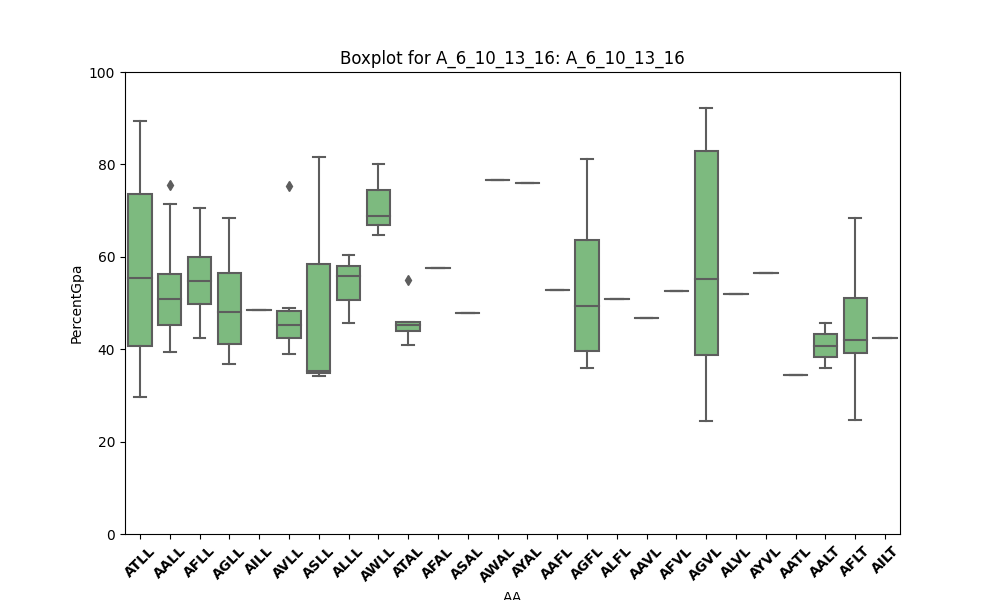 Boxplot for A_6_10_13_16: A_6_10_13_16
100
80
60
40
20
0
PercentGpa
ATLL AALL AFLL AGLL AILL AVLL ASLL ALLL AWLL ATAL AFAL ASAL AWAL AYAL AAFL AGFL ALFL AAVL AFVL AGVL ALVL AYVL AATL AALT AFLT AILT
AA